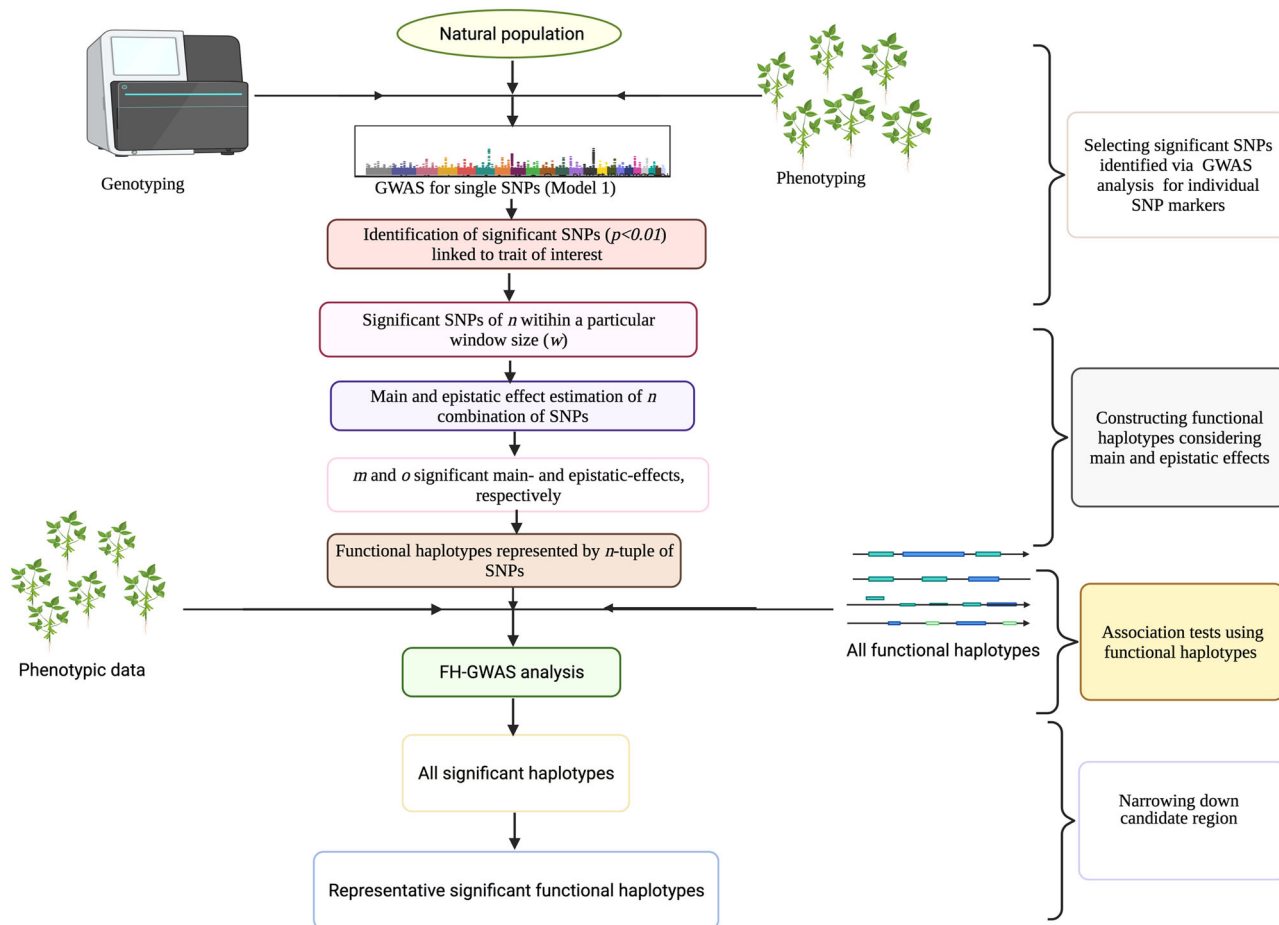 Natural population
Genotyping
Phenotyping
GWAS for single SNPs (Model 1)
Selecting significant SNPs
identified via GWAS
analysis for individual
SNP markers
Identification of significant SNPs (p<0.01)
linked to trait of interest
Significant SNPs of n witihin a particular
window size (w)
Main and epistatic effect estimation of n
combination of SNPs
Constructing functional
haplotypes considering
main and epistatic effects
m and o significant main- and epistatic-effects,
respectively
Functional haplotypes represented by n-tuple of
SNPs
Phenotypic data
All functional haplotypes
Association tests using
functional haplotypes
FH-GWAS analysis
All significant haplotypes
Narrowing down
candidate region
Representative significant functional haplotypes